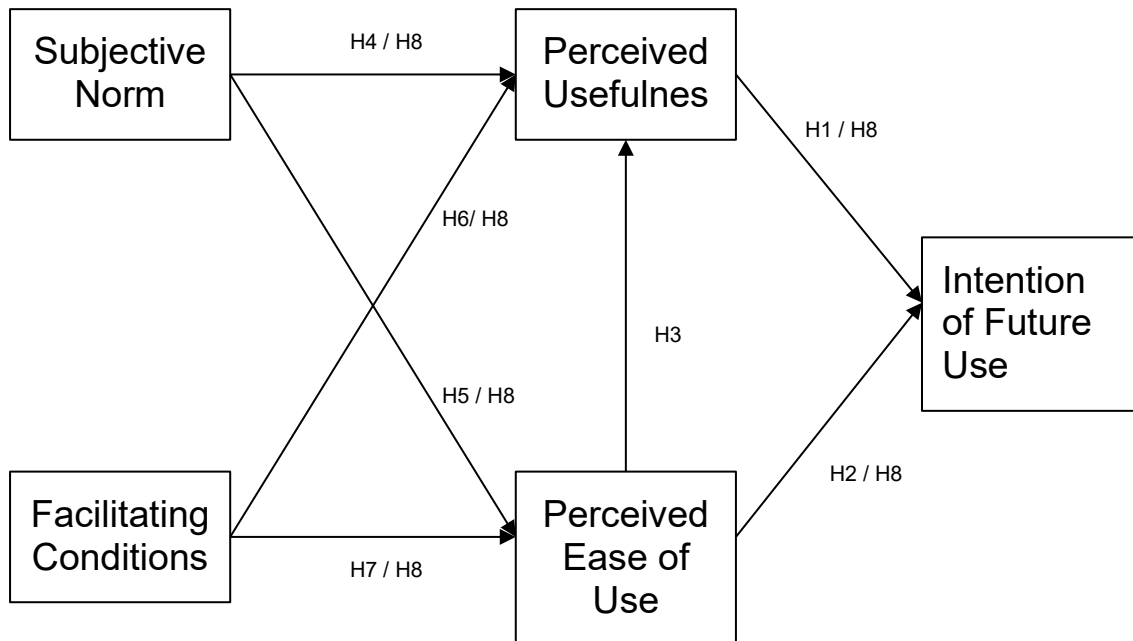 Subjective
Norm
H4 / H8
Perceived
Usefulnes
H1 / H8
H6/ H8
Intention
of Future
Use
H3
H5 / H8
H2 / H8
Facilitating
Conditions
H7 / H8
Perceived
Ease of
Use